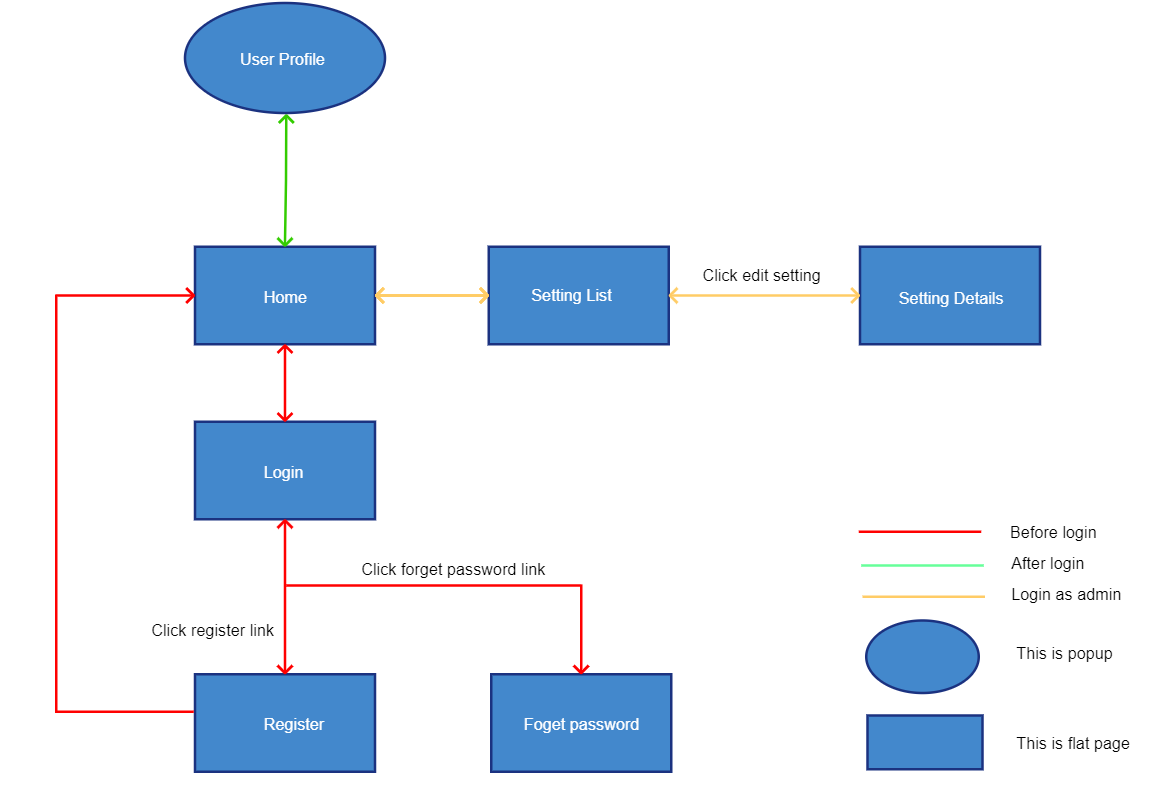 User Profile
Home
Setting List
Click edit setting
Setting Details
Login
Before login
After login
Login as admin
Click forget password link
Click register link
This is popup
Register
Foget password
This is flat page